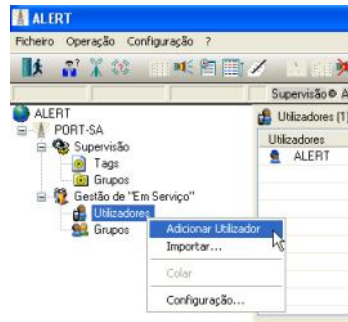 ALERT
Ficheiro Operação Configuração ?
Supervisão
ALERT
PORT-SA
Supervisão
Tags
Grupos
Gestão de "Em Serviço"
Utilizadores
Grupos
Utilizadores (1)
Utilizadores
ALERT
Adicionar Utilizador
Importar...
Colar
Configuração...